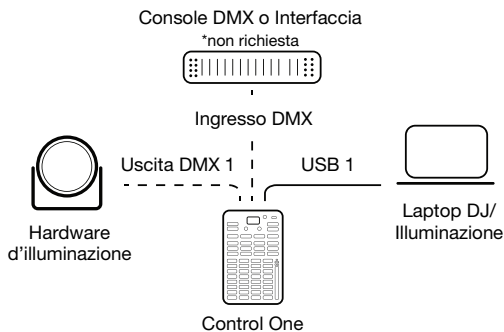 Console DMX o Interfaccia
*non richiesta
Ingresso DMX
Uscita DMX 1
USB 1
Hardware
d'illuminazione
Laptop DJ/
Illuminazione
Control One